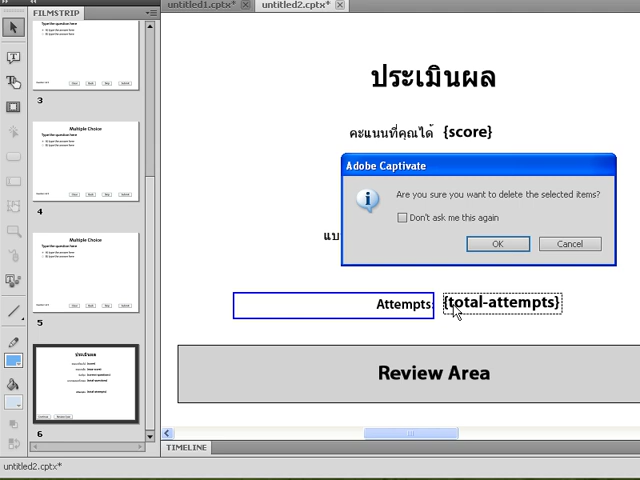 untitled1.cptx*
untitled2.cptx*
FILMSTRIP
Type the question here
3
Multiple Choice
Type the question here
4
Multiple Choice
Type the question here
5
ประเมินผล
6
ประเมินผล
คะแนนที่คุณได้ {score}
Adobe Captivate
Are you sure you want to delete the selected items?
Don't ask me this again
OK
Cancel
แบ
Attempts: {total-attempts}
Review Area
TIMELINE
untitled2.cptx*